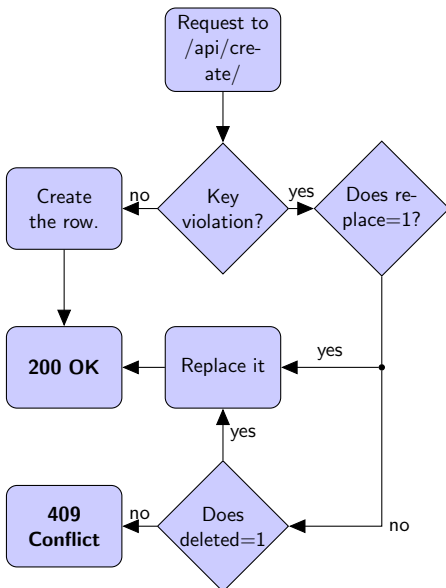 Request to
/api/cre-
ate/
Create
the row.
no
Key
violation?
yes
Does re-
place=1?
200 OK
Replace it
yes
yes
409
Conflict
no
Does
deleted=1
no